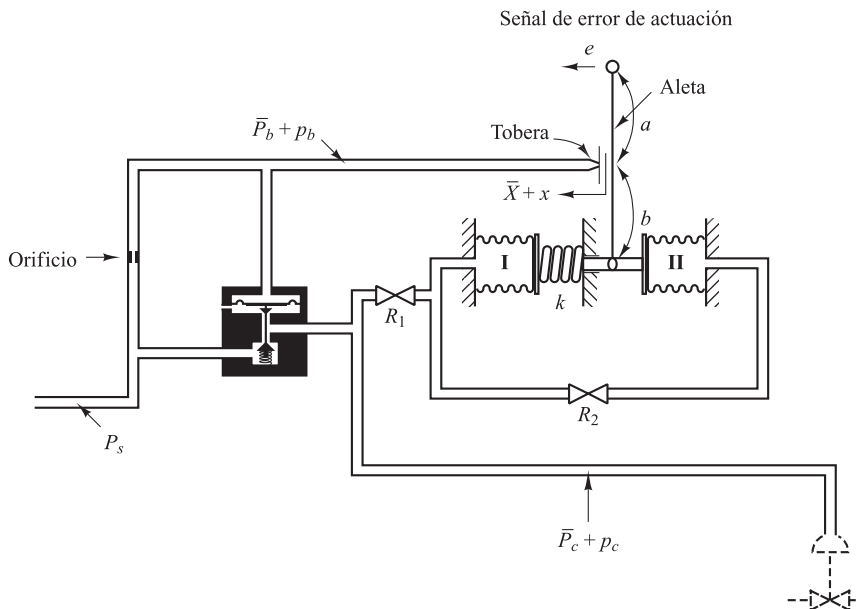 Señal de error de actuación
e
Aleta
a
P̄b + pb
Tobera
X̄ + x
b
Orificio
I
II
k
R1
R2
Ps
P̄c + pc